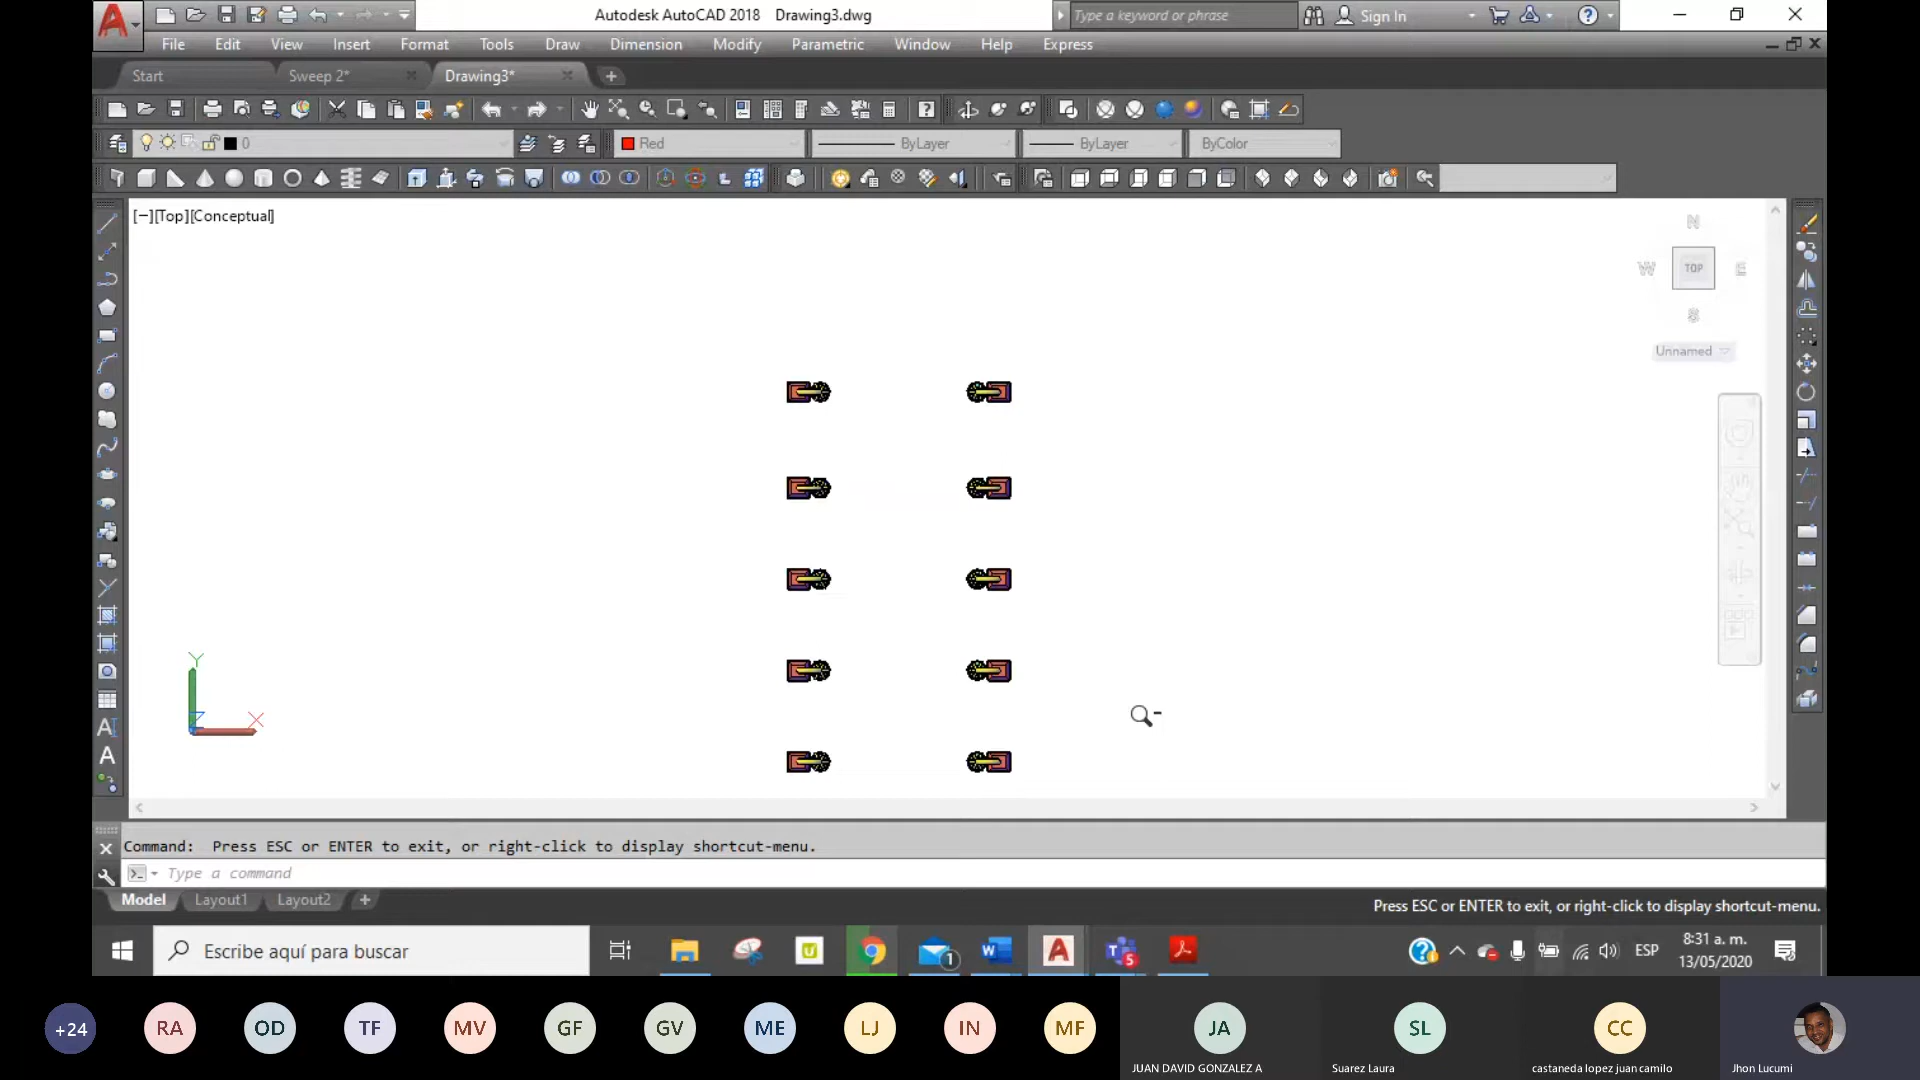 Autodesk AutoCAD 2018 Drawing3.dwg
Type a keyword or phrase
Sign In
File Edit View Insert Format Tools Draw Dimension Modify Parametric Window Help Express
Start Sweep 2* Drawing3*
0 Red ByLayer ByLayer ByColor
[−][Top][Conceptual]
N
W TOP E
S
Unnamed
Y
Z X
Command: Press ESC or ENTER to exit, or right-click to display shortcut-menu.
Type a command
Model Layout1 Layout2
Press ESC or ENTER to exit, or right-click to display shortcut-menu.
Escribe aquí para buscar
1
5
ESP
8:31 a. m.
13/05/2020
+24 RA OD TF MV GF GV ME LJ IN MF JA SL CC
JUAN DAVID GONZALEZ A Suarez Laura castaneda lopez juan camilo Jhon Lucumi